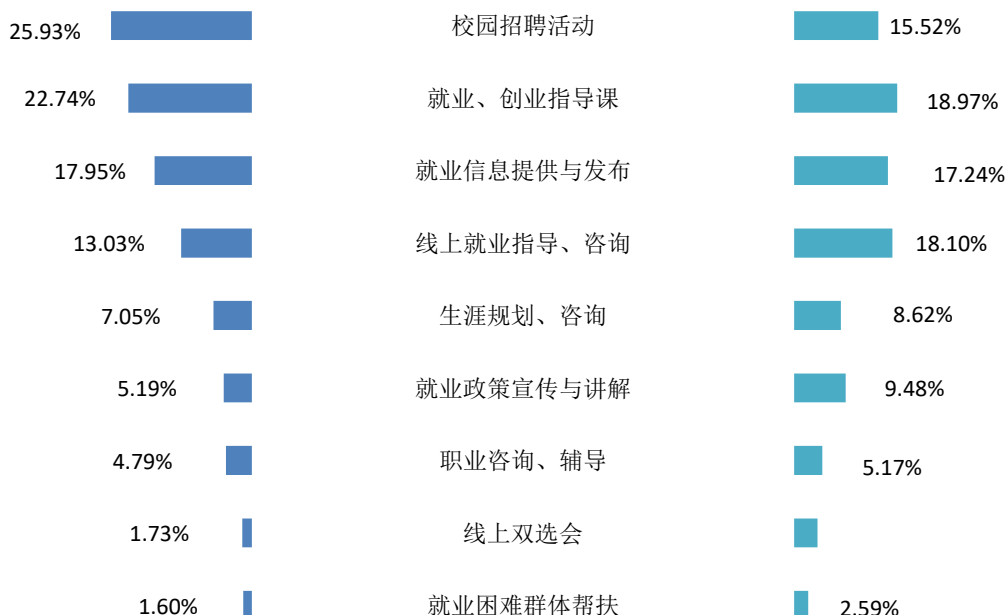 25.93% 校园招聘活动 15.52%
22.74% 就业、创业指导课 18.97%
17.95% 就业信息提供与发布 17.24%
13.03% 线上就业指导、咨询 18.10%
7.05% 生涯规划、咨询 8.62%
5.19% 就业政策宣传与讲解 9.48%
4.79% 职业咨询、辅导 5.17%
1.73% 线上双选会
1.60% 就业困难群体帮扶 2.59%